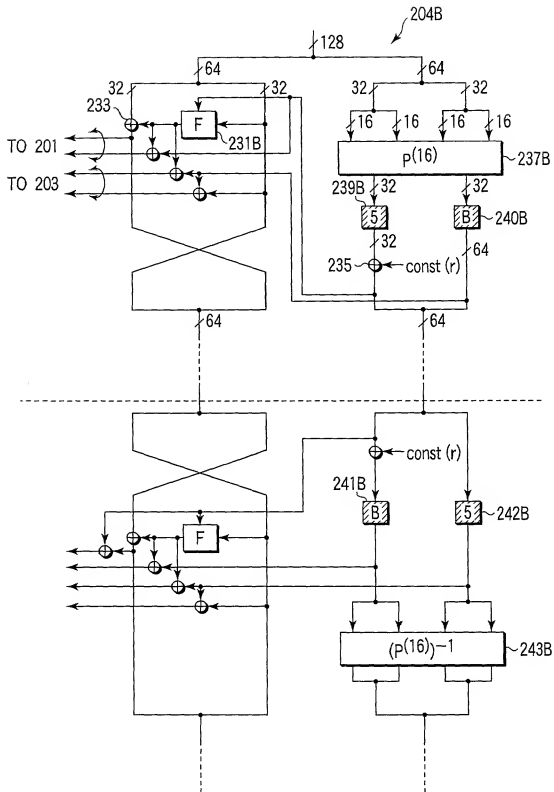 204B
128
64 64
32 32 32 32
233
F
231B
16 16 16 16
P(16)
237B
TO 201
TO 203
239B
32 32
5
B
240B
32
64
235
const (r)
64
64
const (r)
241B
B
5
242B
F
(P(16))−1
243B